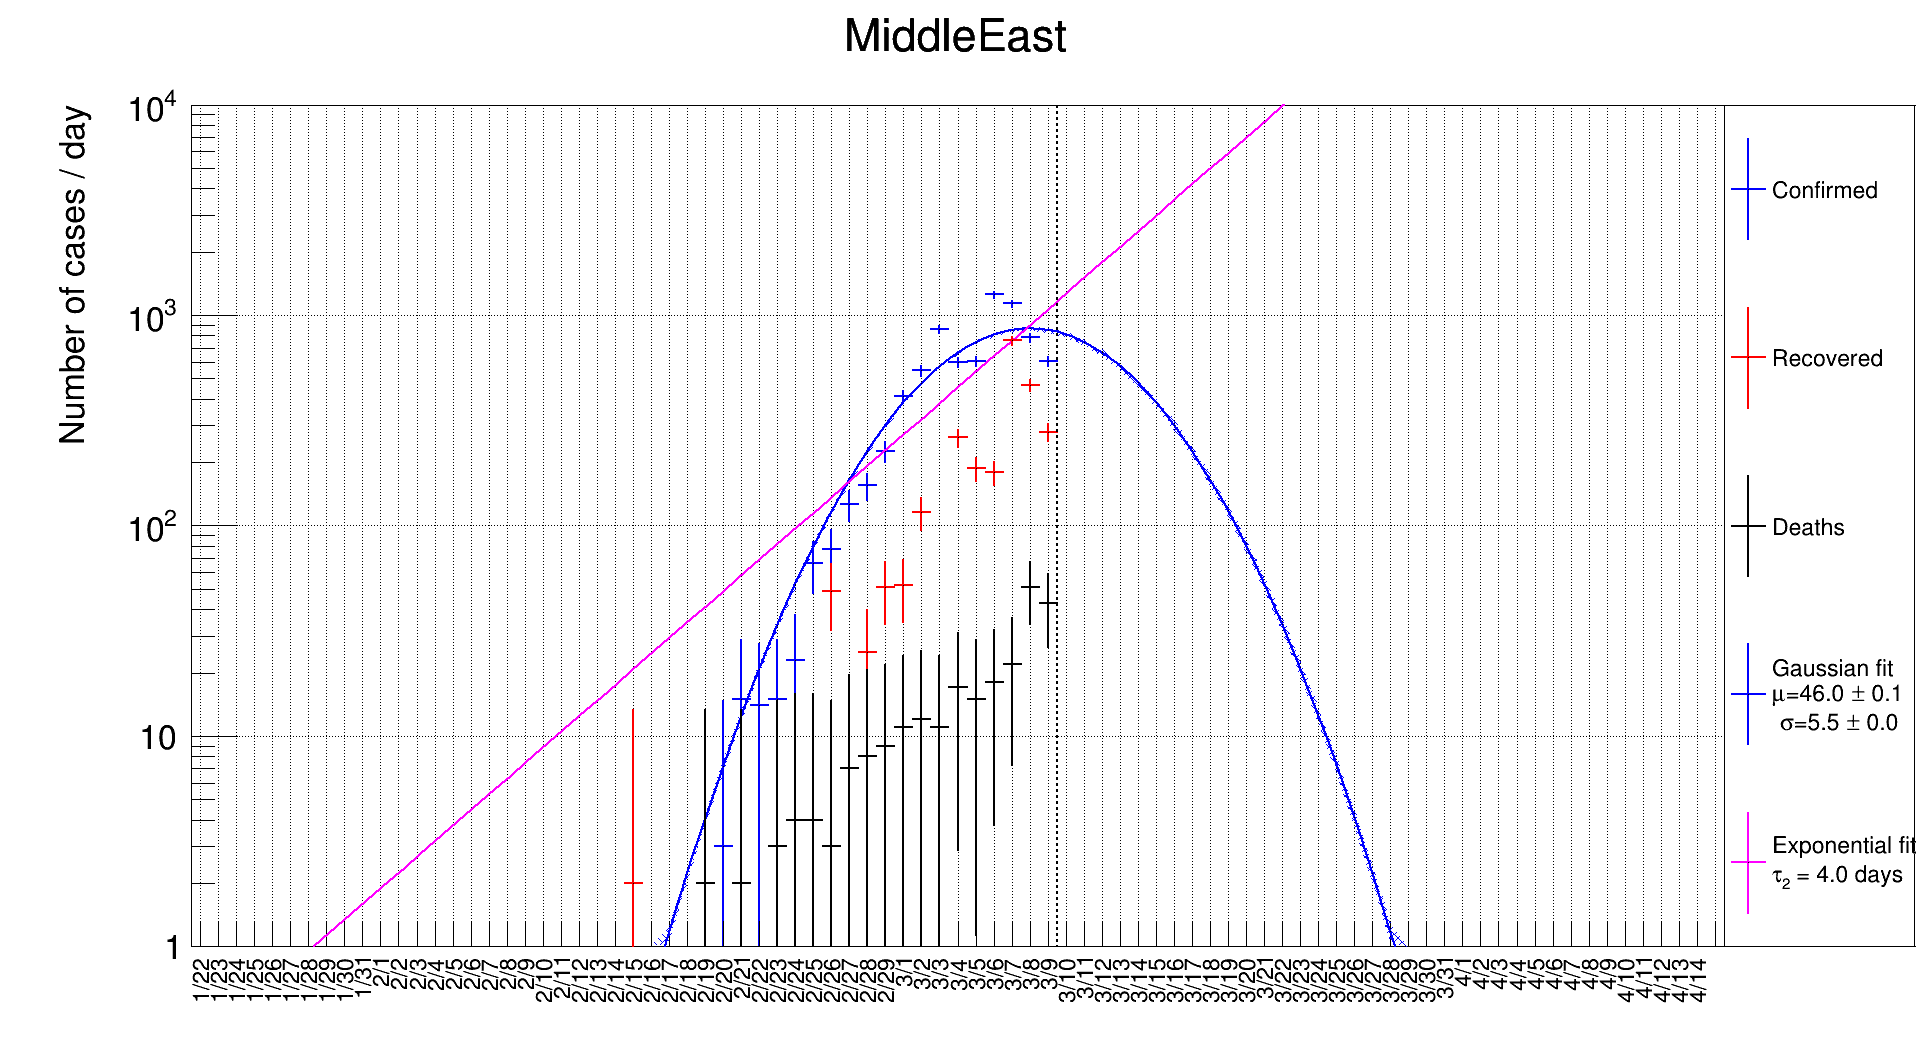 MiddleEast
Number of cases / day
10⁴
10³
10²
10
1
1/22 1/23 1/24 1/25 1/26 1/27 1/28 1/29 1/30 1/31 2/1 2/2 2/3 2/4 2/5 2/6 2/7 2/8 2/9 2/10 2/11 2/12 2/13 2/14 2/15 2/16 2/17 2/18 2/19 2/20 2/21 2/22 2/23 2/24 2/25 2/26 2/27 2/28 2/29 3/1 3/2 3/3 3/4 3/5 3/6 3/7 3/8 3/9 3/10 3/11 3/12 3/13 3/14 3/15 3/16 3/17 3/18 3/19 3/20 3/21 3/22 3/23 3/24 3/25 3/26 3/27 3/28 3/29 3/30 3/31 4/1 4/2 4/3 4/4 4/5 4/6 4/7 4/8 4/9 4/10 4/11 4/12 4/13 4/14
Confirmed
Recovered
Deaths
Gaussian fit
μ=46.0 ± 0.1
σ=5.5 ± 0.0
Exponential fit
τ₂ = 4.0 days